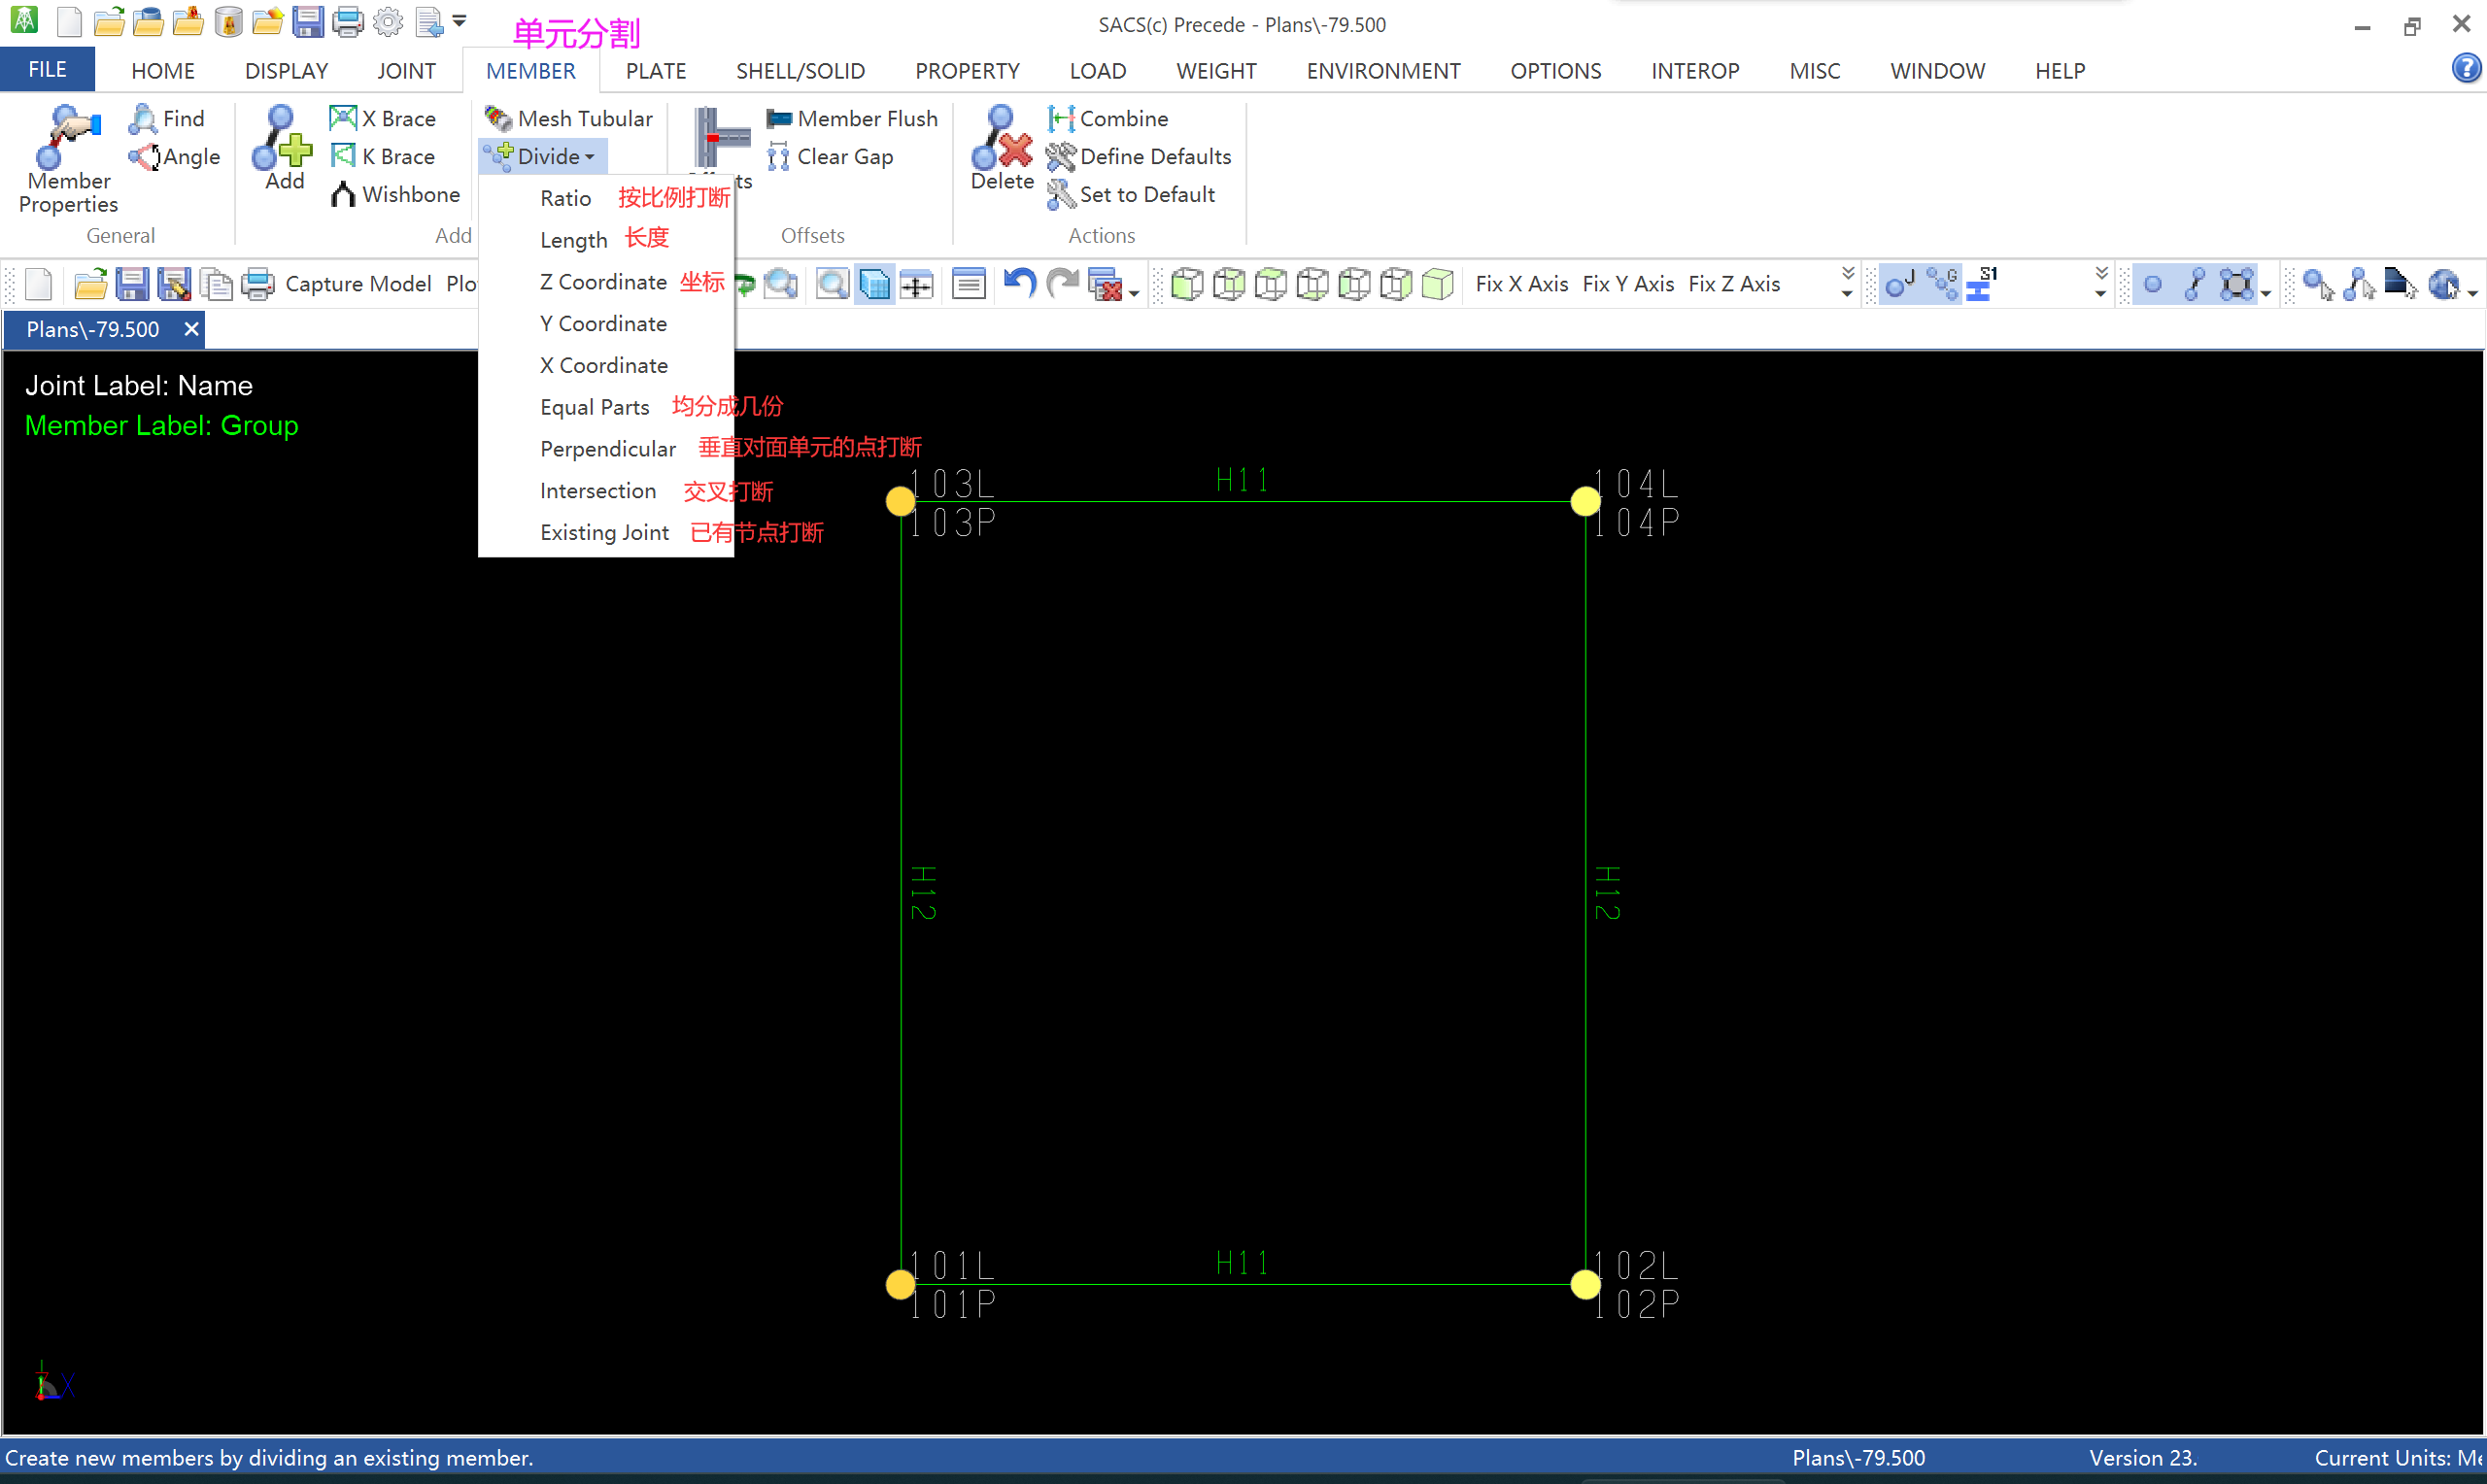 单元分割
SACS(c) Precede - Plans\-79.500
FILE HOME DISPLAY JOINT MEMBER PLATE SHELL/SOLID PROPERTY LOAD WEIGHT ENVIRONMENT OPTIONS INTEROP MISC WINDOW HELP
Member Properties
Find
Angle
General
Add
X Brace
K Brace
Wishbone
Add
Mesh Tubular
Divide
Member Flush
Clear Gap
Offsets
Delete
Combine
Define Defaults
Set to Default
Actions
Ratio 按比例打断
Length 长度
Z Coordinate 坐标
Y Coordinate
X Coordinate
Equal Parts 均分成几份
Perpendicular 垂直对面单元的点打断
Intersection 交叉打断
Existing Joint 已有节点打断
Capture Model Plo
Fix X Axis Fix Y Axis Fix Z Axis
J G S1
Plans\-79.500
Joint Label: Name
Member Label: Group
103L H11 104L
103P 104P
H12 H12
101L H11 102L
101P 102P
X
Create new members by dividing an existing member. Plans\-79.500 Version 23. Current Units: Me